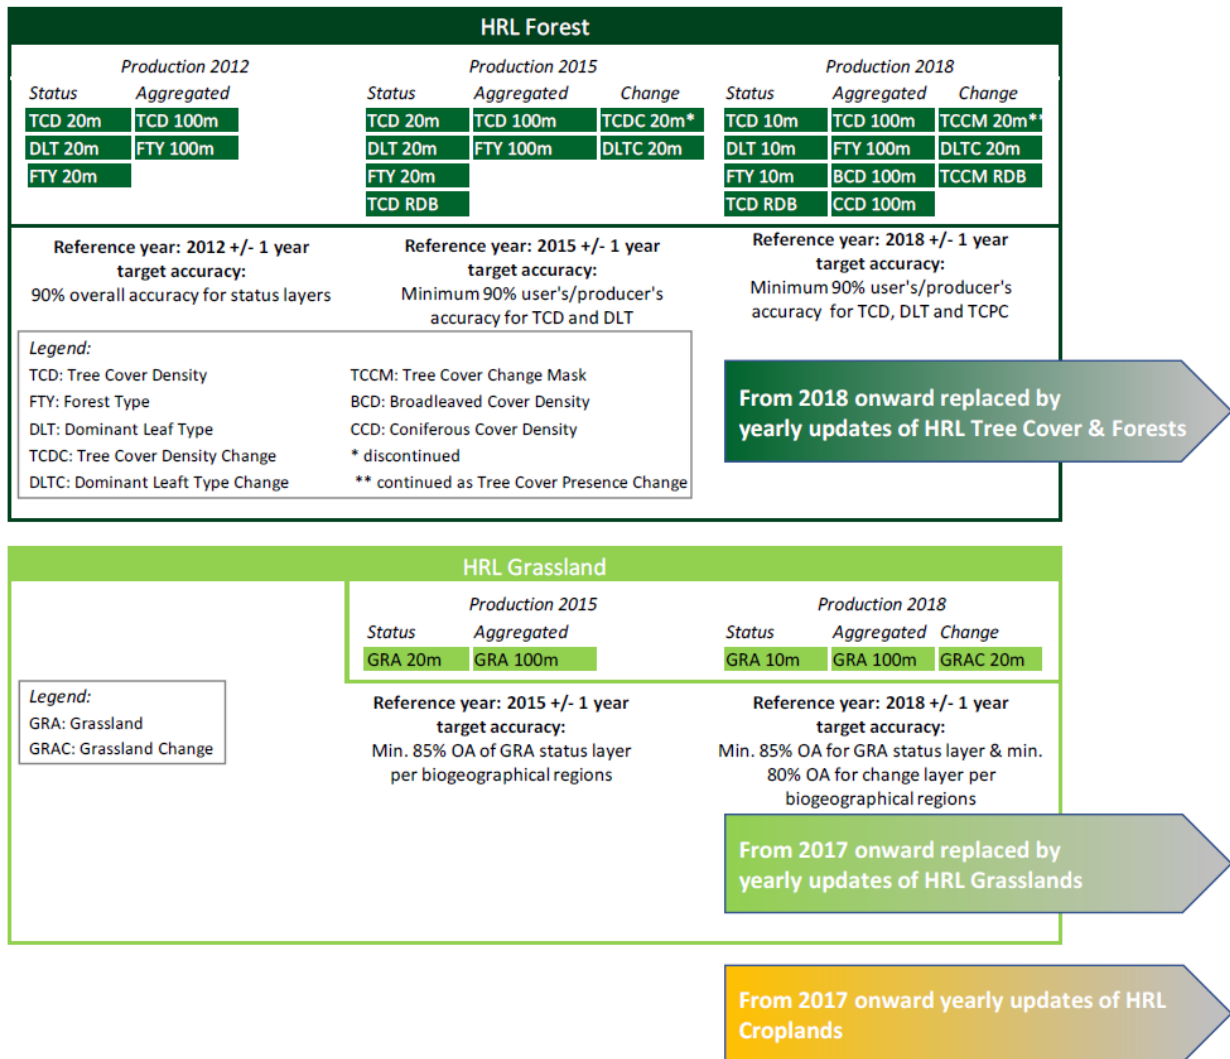 HRL Forest
Production 2012 Production 2015 Production 2018
Status Aggregated Status Aggregated Change Status Aggregated Change
TCD 20m TCD 100m TCD 20m TCD 100m TCDC 20m* TCD 10m TCD 100m TCCM 20m**
DLT 20m FTY 100m DLT 20m FTY 100m DLTC 20m DLT 10m FTY 100m DLTC 20m
FTY 20m FTY 20m FTY 10m BCD 100m TCCM RDB
TCD RDB TCD RDB CCD 100m
Reference year: 2012 +/- 1 year
target accuracy:
90% overall accuracy for status layers
Reference year: 2015 +/- 1 year
target accuracy:
Minimum 90% user's/producer's
accuracy for TCD and DLT
Reference year: 2018 +/- 1 year
target accuracy:
Minimum 90% user's/producer's
accuracy for TCD, DLT and TCPC
Legend:
TCD: Tree Cover Density TCCM: Tree Cover Change Mask
FTY: Forest Type BCD: Broadleaved Cover Density
DLT: Dominant Leaf Type CCD: Coniferous Cover Density
TCDC: Tree Cover Density Change * discontinued
DLTC: Dominant Leaft Type Change ** continued as Tree Cover Presence Change
From 2018 onward replaced by
yearly updates of HRL Tree Cover & Forests
HRL Grassland
Production 2015 Production 2018
Status Aggregated Status Aggregated Change
GRA 20m GRA 100m GRA 10m GRA 100m GRAC 20m
Legend:
GRA: Grassland
GRAC: Grassland Change
Reference year: 2015 +/- 1 year
target accuracy:
Min. 85% OA of GRA status layer
per biogeographical regions
Reference year: 2018 +/- 1 year
target accuracy:
Min. 85% OA for GRA status layer & min.
80% OA for change layer per
biogeographical regions
From 2017 onward replaced by
yearly updates of HRL Grasslands
From 2017 onward yearly updates of HRL
Croplands